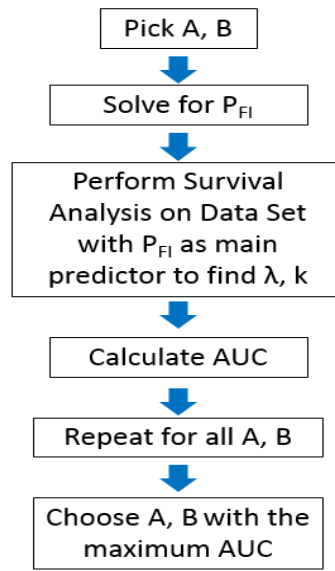 Pick A, B
Solve for P_FI
Perform Survival
Analysis on Data Set
with P_FI as main
predictor to find λ, k
Calculate AUC
Repeat for all A, B
Choose A, B with the
maximum AUC